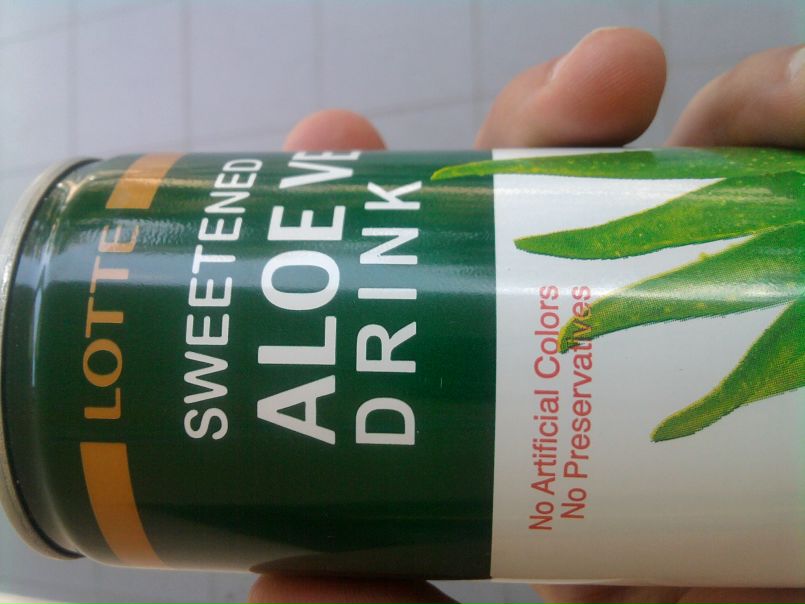 LOTTE
SWEETENED
ALOE VE
DRINK
No Artificial Colors
No Preservatives